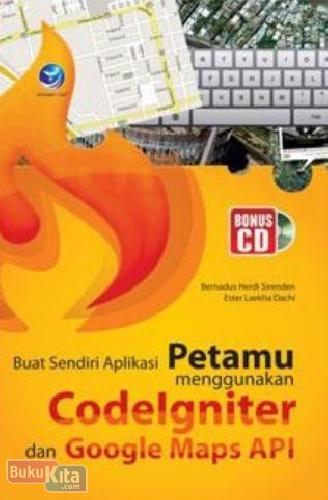 BONUS
CD
Bernadus Herdi Sirenden
Ester Laekha Dachi
Buat Sendiri Aplikasi Petamu
menggunakan
CodeIgniter
dan Google Maps API
BukuKita
.com